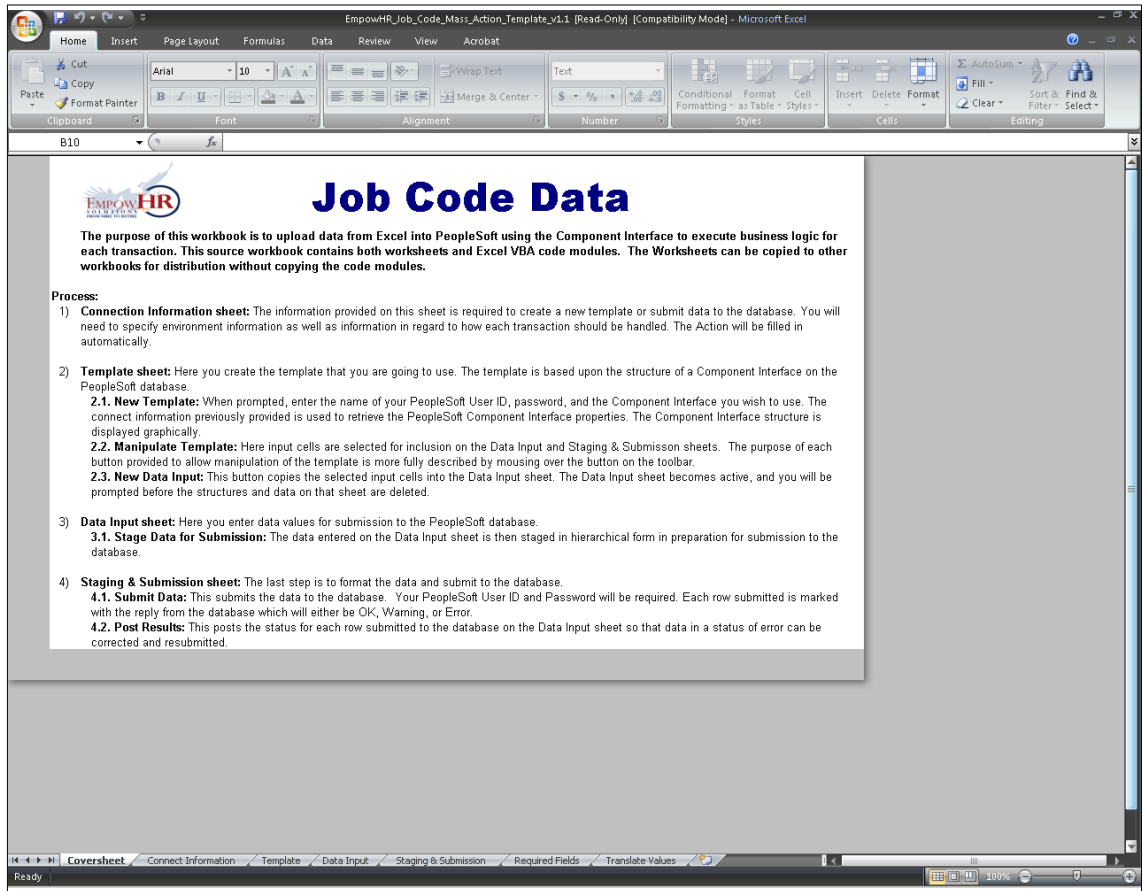 EmpowHR_Job_Code_Mass_Action_Template_v1.1 [Read-Only] [Compatibility Mode] - Microsoft Excel
Home Insert Page Layout Formulas Data Review View Acrobat
Cut
Copy
Format Painter
Paste
Clipboard
Arial 10
Font
Wrap Text
Merge & Center
Alignment
Text
Number
Conditional Formatting Format as Table Cell Styles
Styles
Insert Delete Format
Cells
AutoSum
Fill
Clear
Sort & Filter Find & Select
Editing
B10 fx
EMPOWHR
SOLUTIONS
Job Code Data
The purpose of this workbook is to upload data from Excel into PeopleSoft using the Component Interface to execute business logic for
each transaction. This source workbook contains both worksheets and Excel VBA code modules. The Worksheets can be copied to other
workbooks for distribution without copying the code modules.
Process:
1) Connection Information sheet: The information provided on this sheet is required to create a new template or submit data to the database. You will
need to specify environment information as well as information in regard to how each transaction should be handled. The Action will be filled in
automatically.
2) Template sheet: Here you create the template that you are going to use. The template is based upon the structure of a Component Interface on the
PeopleSoft database.
2.1. New Template: When prompted, enter the name of your PeopleSoft User ID, password, and the Component Interface you wish to use. The
connect information previously provided is used to retrieve the PeopleSoft Component Interface properties. The Component Interface structure is
displayed graphically.
2.2. Manipulate Template: Here input cells are selected for inclusion on the Data Input and Staging & Submisson sheets. The purpose of each
button provided to allow manipulation of the template is more fully described by mousing over the button on the toolbar.
2.3. New Data Input: This button copies the selected input cells into the Data Input sheet. The Data Input sheet becomes active, and you will be
prompted before the structures and data on that sheet are deleted.
3) Data Input sheet: Here you enter data values for submission to the PeopleSoft database.
3.1. Stage Data for Submission: The data entered on the Data Input sheet is then staged in hierarchical form in preparation for submission to the
database.
4) Staging & Submission sheet: The last step is to format the data and submit to the database.
4.1. Submit Data: This submits the data to the database. Your PeopleSoft User ID and Password will be required. Each row submitted is marked
with the reply from the database which will either be OK, Warning, or Error.
4.2. Post Results: This posts the status for each row submitted to the database on the Data Input sheet so that data in a status of error can be
corrected and resubmitted.
Coversheet Connect Information Template Data Input Staging & Submission Required Fields Translate Values
Ready 100%